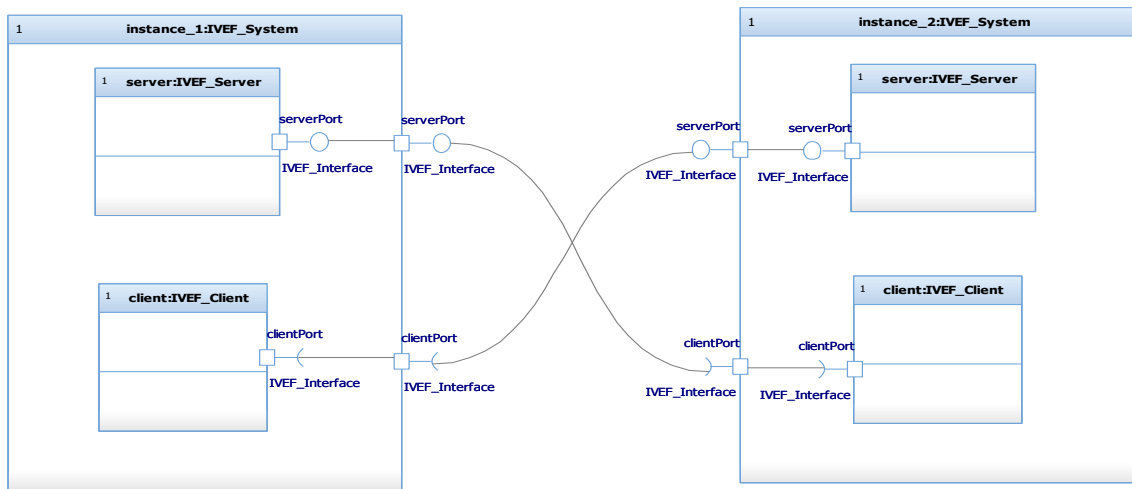 1 instance_1:IVEF_System
1 server:IVEF_Server
serverPort
IVEF_Interface
serverPort
IVEF_Interface
1 client:IVEF_Client
clientPort
IVEF_Interface
clientPort
IVEF_Interface
1 instance_2:IVEF_System
1 server:IVEF_Server
serverPort
IVEF_Interface
serverPort
IVEF_Interface
1 client:IVEF_Client
clientPort
IVEF_Interface
clientPort
IVEF_Interface